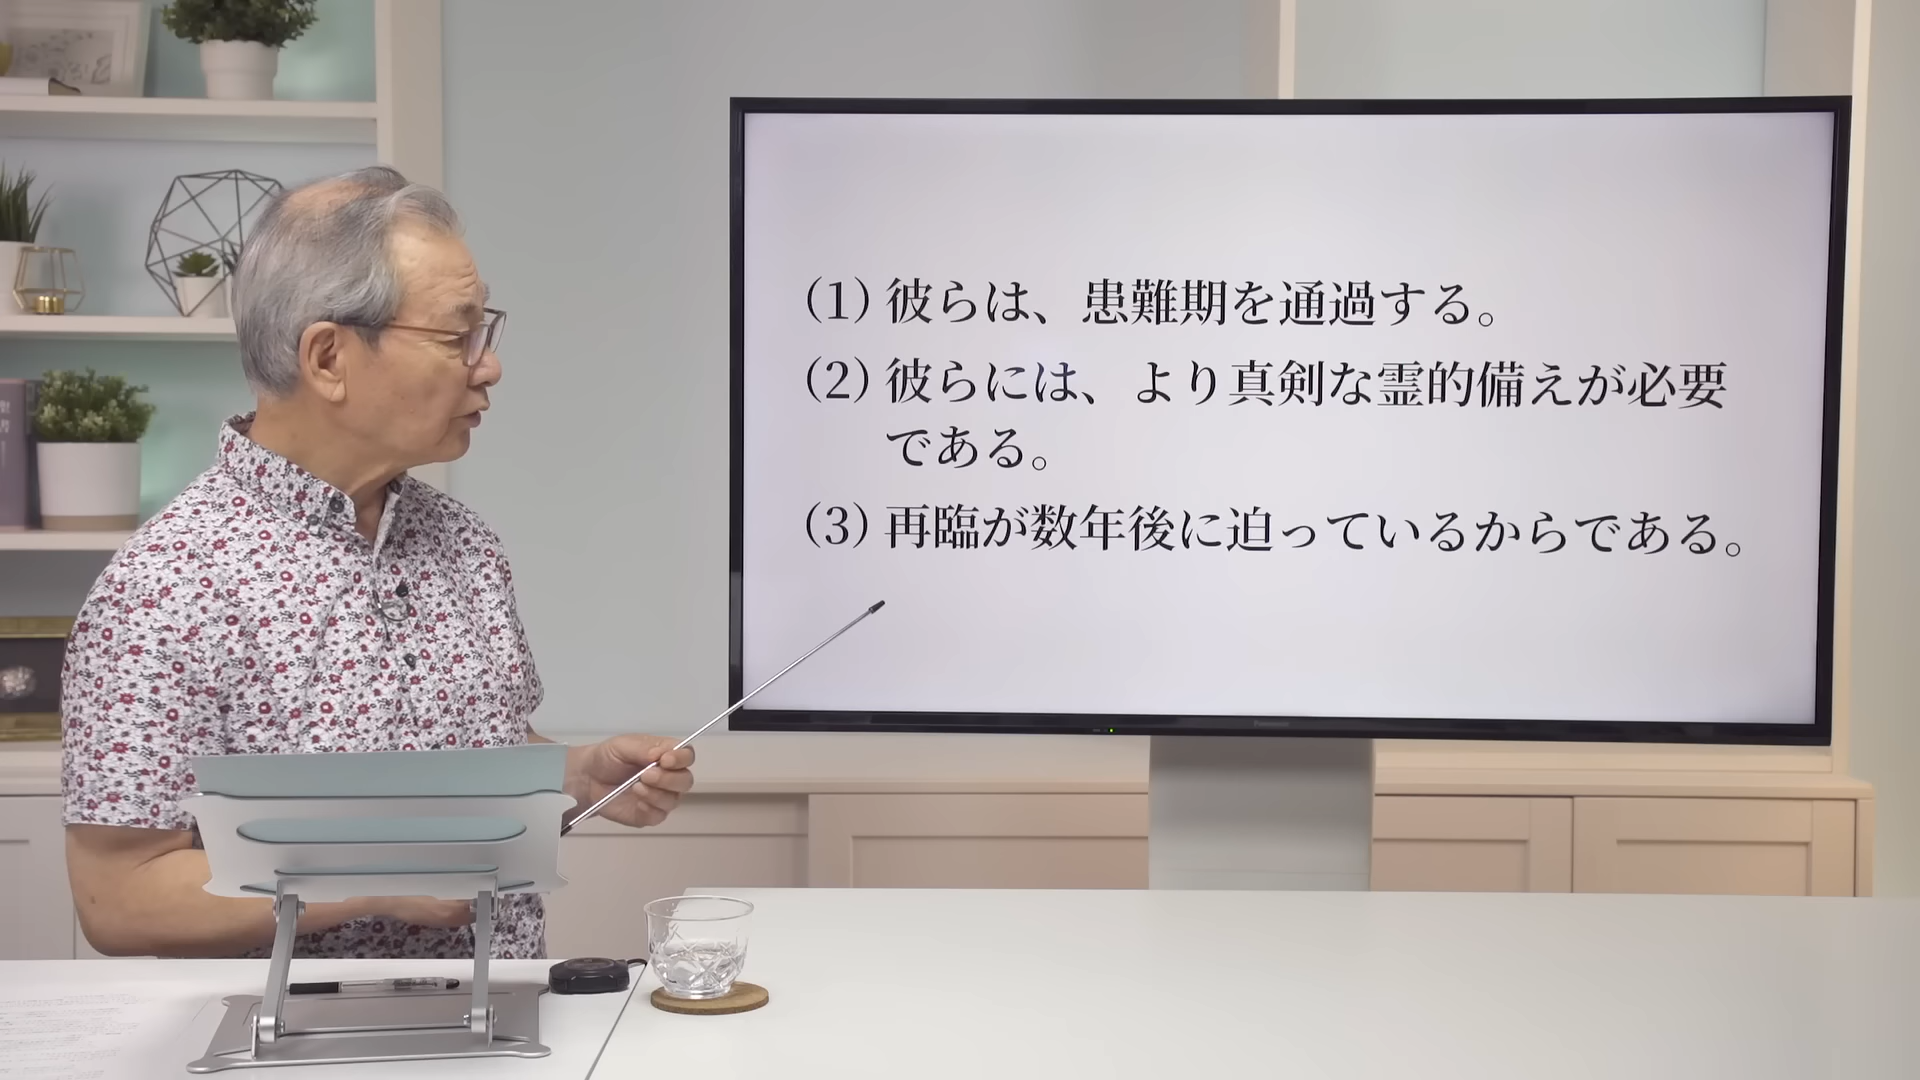 (1) 彼らは、患難期を通過する。
(2) 彼らには、より真剣な霊的備えが必要
である。
(3) 再臨が数年後に迫っているからである。
Panasonic